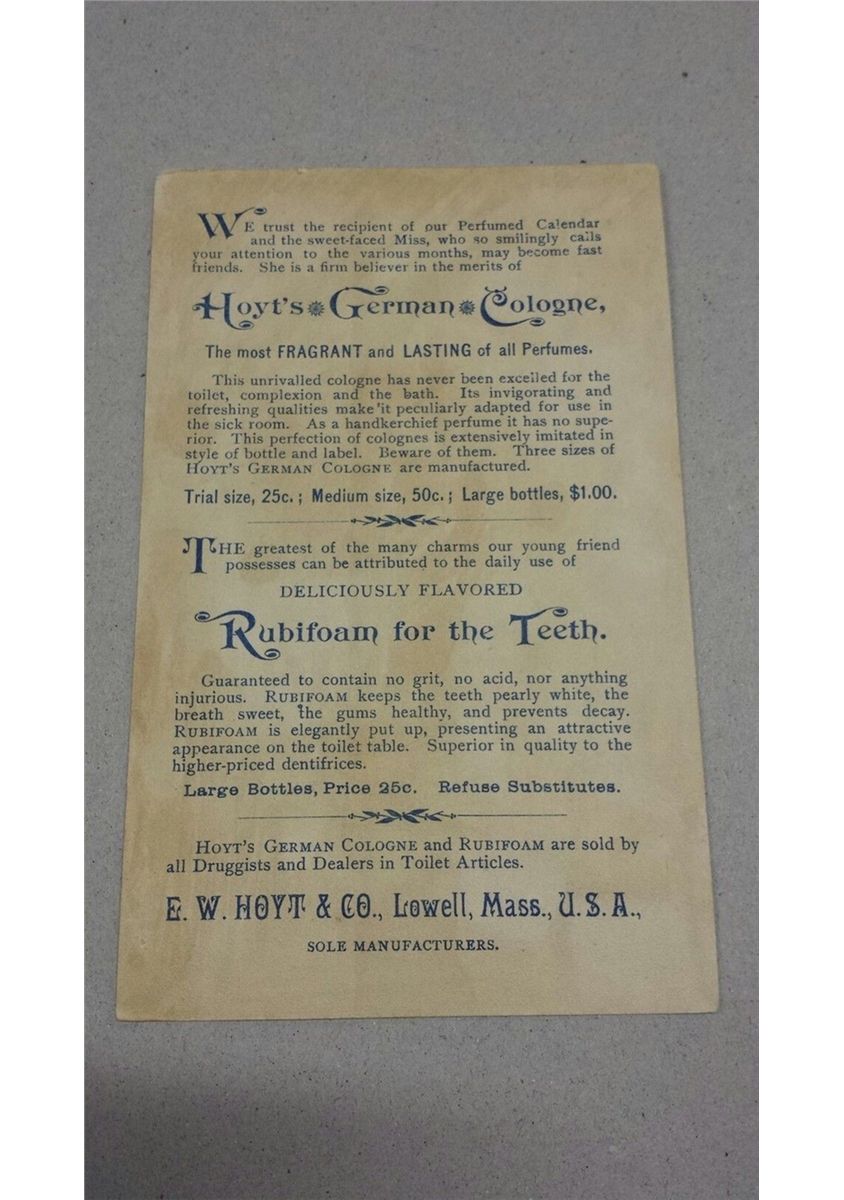 WE trust the recipient of our Perfumed Calendar
and the sweet-faced Miss, who so smilingly calls
your attention to the various months, may become fast
friends. She is a firm believer in the merits of
Hoyt's German Cologne,
The most FRAGRANT and LASTING of all Perfumes.
This unrivalled cologne has never been excelled for the
toilet, complexion and the bath. Its invigorating and
refreshing qualities make it peculiarly adapted for use in
the sick room. As a handkerchief perfume it has no supe-
rior. This perfection of colognes is extensively imitated in
style of bottle and label. Beware of them. Three sizes of
HOYT'S GERMAN COLOGNE are manufactured.
Trial size, 25c.; Medium size, 50c.; Large bottles, $1.00.
THE greatest of the many charms our young friend
possesses can be attributed to the daily use of
DELICIOUSLY FLAVORED
Rubifoam for the Teeth.
Guaranteed to contain no grit, no acid, nor anything
injurious. RUBIFOAM keeps the teeth pearly white, the
breath sweet, the gums healthy, and prevents decay.
RUBIFOAM is elegantly put up, presenting an attractive
appearance on the toilet table. Superior in quality to the
higher-priced dentifrices.
Large Bottles, Price 25c. Refuse Substitutes.
HOYT'S GERMAN COLOGNE and RUBIFOAM are sold by
all Druggists and Dealers in Toilet Articles.
E. W. HOYT & CO., Lowell, Mass., U.S.A.,
SOLE MANUFACTURERS.